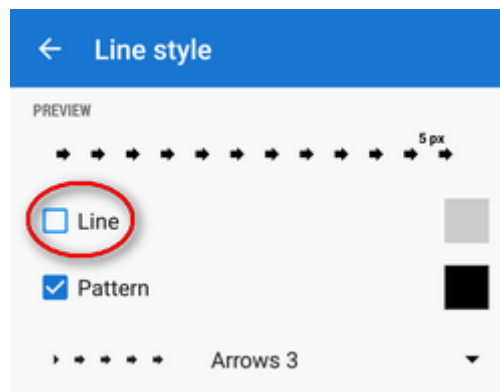 Line style
PREVIEW
5 px
Line
Pattern
Arrows 3